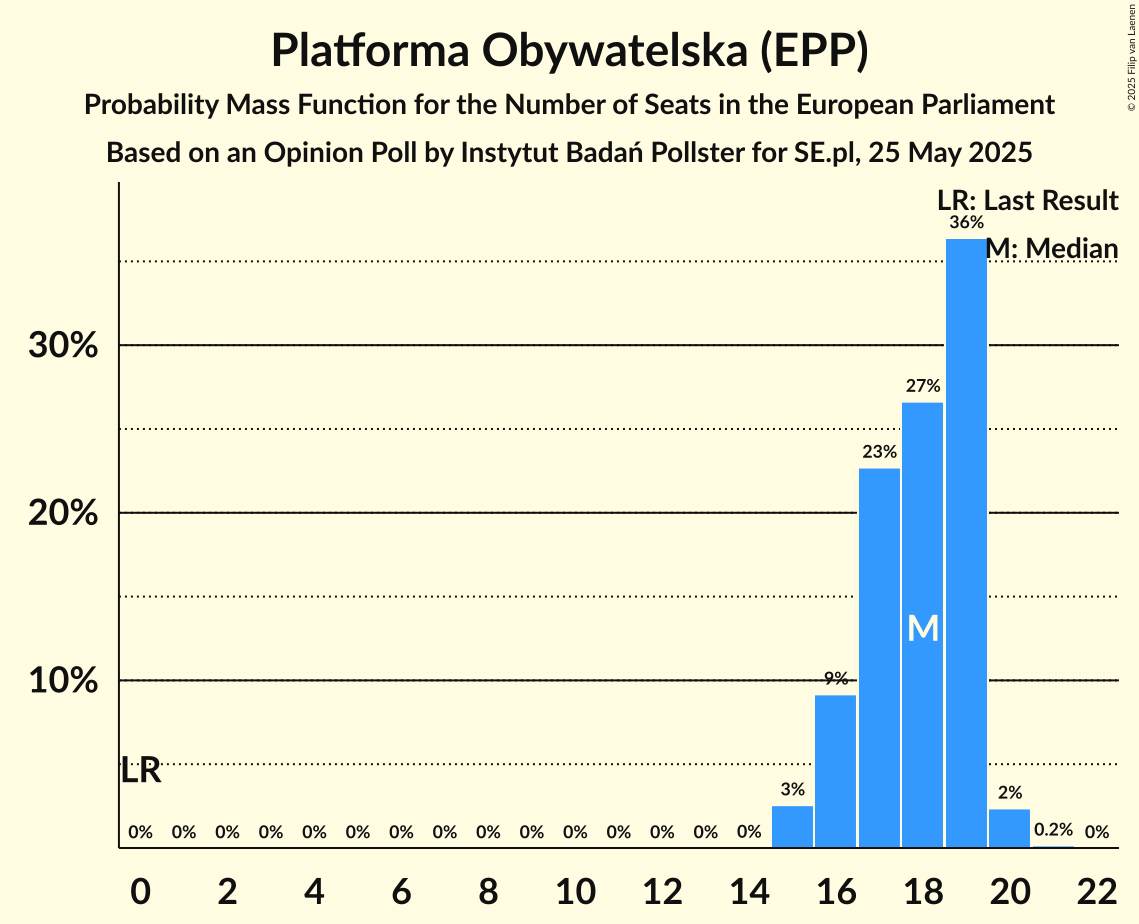 © 2025 Filip van Laenen
Platforma Obywatelska (EPP)
Probability Mass Function for the Number of Seats in the European Parliament
Based on an Opinion Poll by Instytut Badań Pollster for SE.pl, 25 May 2025
LR: Last Result
36%
M: Median
30%
27%
23%
20%
M
10%
9%
LR
3%
2%
0% 0% 0% 0% 0% 0% 0% 0% 0% 0% 0% 0% 0% 0% 0% 0.2% 0%
0 2 4 6 8 10 12 14 16 18 20 22